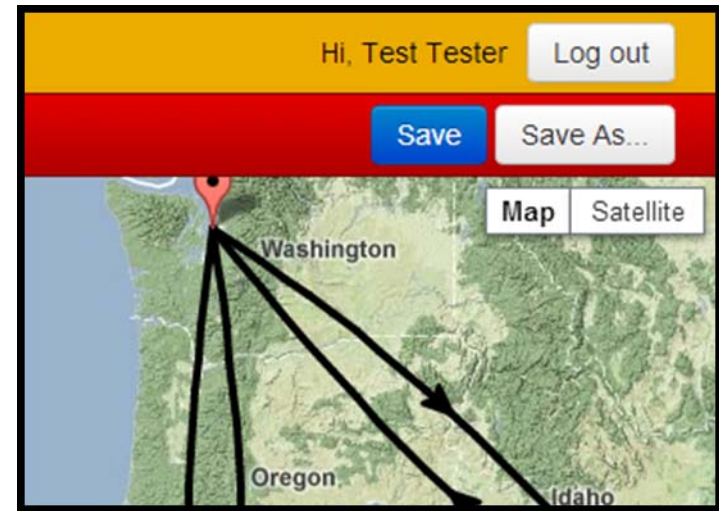 Hi, Test Tester Log out
Save Save As...
Map Satellite
Washington
Oregon
Idaho